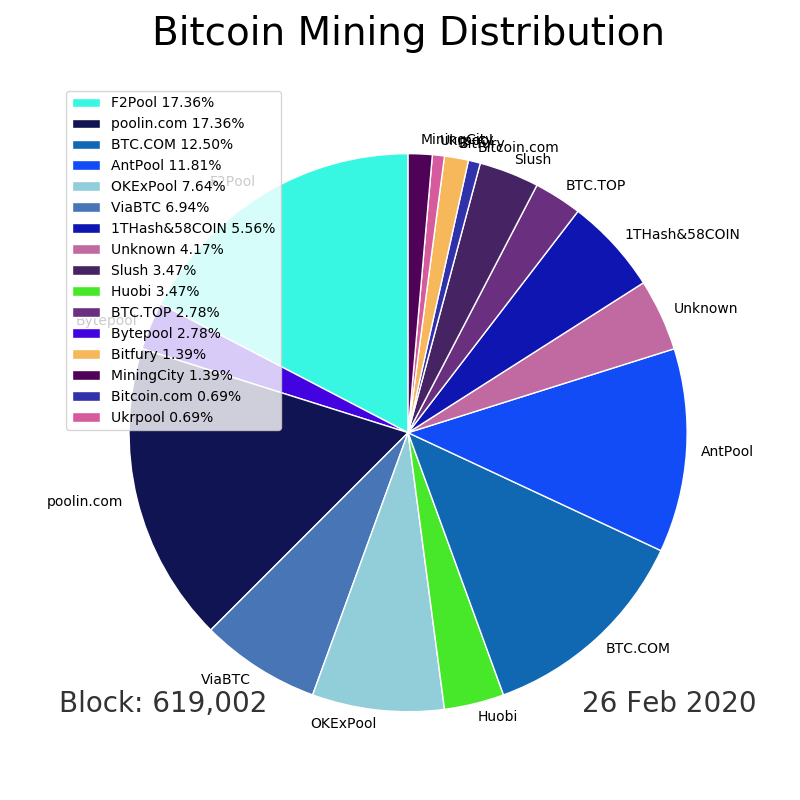 Bitcoin Mining Distribution
F2Pool 17.36%
poolin.com 17.36%
BTC.COM 12.50%
AntPool 11.81%
OKExPool 7.64%
ViaBTC 6.94%
1THash&58COIN 5.56%
Unknown 4.17%
Slush 3.47%
Huobi 3.47%
BTC.TOP 2.78%
Bytepool 2.78%
Bitfury 1.39%
MiningCity 1.39%
Bitcoin.com 0.69%
Ukrpool 0.69%
MiningCity
Ukrpool
Bitfury
Bitcoin.com
Slush
BTC.TOP
1THash&58COIN
Unknown
AntPool
BTC.COM
Huobi
OKExPool
ViaBTC
poolin.com
Bytepool
F2Pool
Block: 619,002
26 Feb 2020